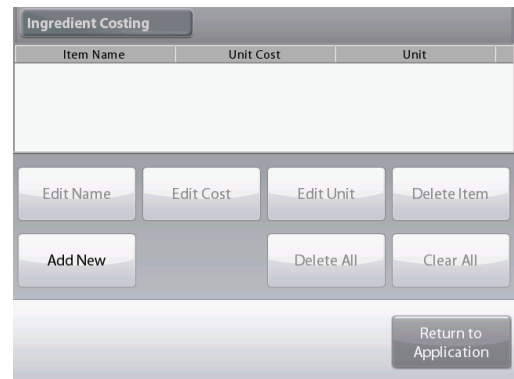 Ingredient Costing
Item Name Unit Cost Unit
Edit Name Edit Cost Edit Unit Delete Item
Add New Delete All Clear All
Return to
Application